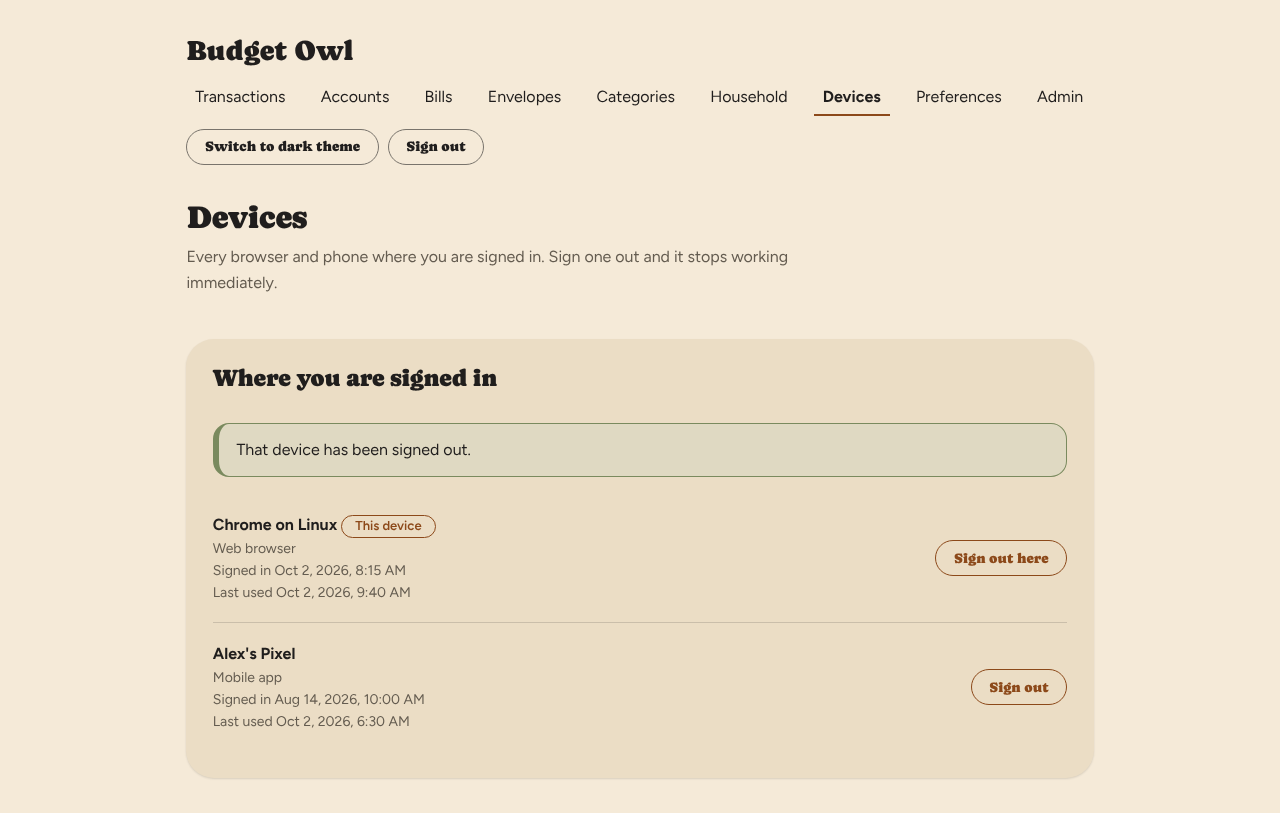 Budget Owl
Transactions Accounts Bills Envelopes Categories Household Devices Preferences Admin
Switch to dark theme Sign out
Devices
Every browser and phone where you are signed in. Sign one out and it stops working
immediately.
Where you are signed in
That device has been signed out.
Chrome on Linux This device
Web browser
Signed in Oct 2, 2026, 8:15 AM
Last used Oct 2, 2026, 9:40 AM
Sign out here
Alex's Pixel
Mobile app
Signed in Aug 14, 2026, 10:00 AM
Last used Oct 2, 2026, 6:30 AM
Sign out